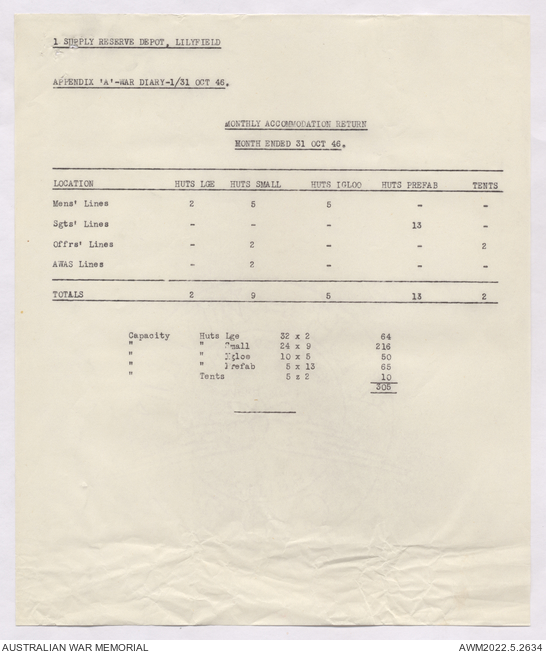 1 SUPPLY RESERVE DEPOT, LILYFIELD
APPENDIX 'A'-WAR DIARY-1/31 OCT 46.
MONTHLY ACCOMMODATION RETURN
MONTH ENDED 31 OCT 46.
LOCATION HUTS LGE HUTS SMALL HUTS IGLOO HUTS PREFAB TENTS
Mens' Lines 2 5 5 - -
Sgts' Lines - - - 13 -
Offrs' Lines - 2 - - 2
AWAS Lines - 2 - - -
TOTALS 2 9 5 13 2
Capacity Huts Lge 32 x 2 64
" " Small 24 x 9 216
" " Igloo 10 x 5 50
" " Prefab 5 x 13 65
" Tents 5 z 2 10
305
AUSTRALIAN WAR MEMORIAL AWM2022.5.2634